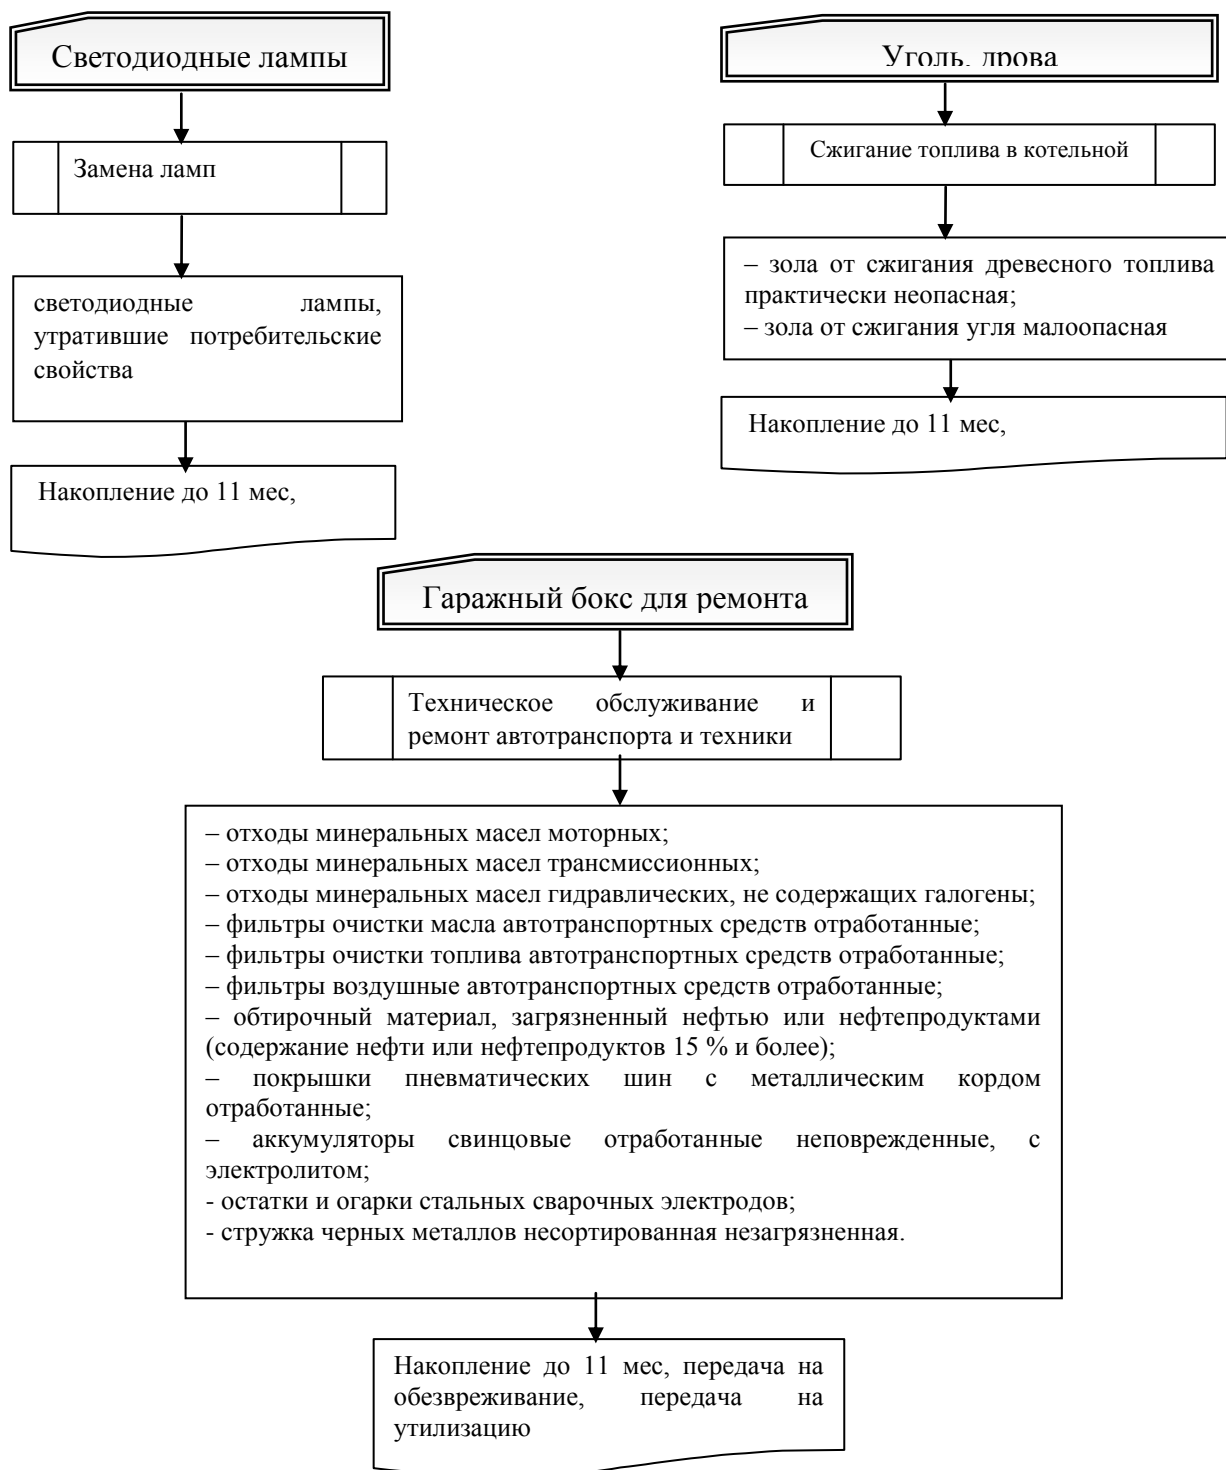 Светодиодные лампы
Замена ламп
светодиодные лампы,
утратившие потребительские
свойства
Накопление до 11 мес,
Уголь, дрова
Сжигание топлива в котельной
– зола от сжигания древесного топлива
практически неопасная;
– зола от сжигания угля малоопасная
Накопление до 11 мес,
Гаражный бокс для ремонта
Техническое обслуживание и
ремонт автотранспорта и техники
– отходы минеральных масел моторных;
– отходы минеральных масел трансмиссионных;
– отходы минеральных масел гидравлических, не содержащих галогены;
– фильтры очистки масла автотранспортных средств отработанные;
– фильтры очистки топлива автотранспортных средств отработанные;
– фильтры воздушные автотранспортных средств отработанные;
– обтирочный материал, загрязненный нефтью или нефтепродуктами
(содержание нефти или нефтепродуктов 15 % и более);
– покрышки пневматических шин с металлическим кордом
отработанные;
– аккумуляторы свинцовые отработанные неповрежденные, с
электролитом;
- остатки и огарки стальных сварочных электродов;
- стружка черных металлов несортированная незагрязненная.
Накопление до 11 мес, передача на
обезвреживание, передача на
утилизацию